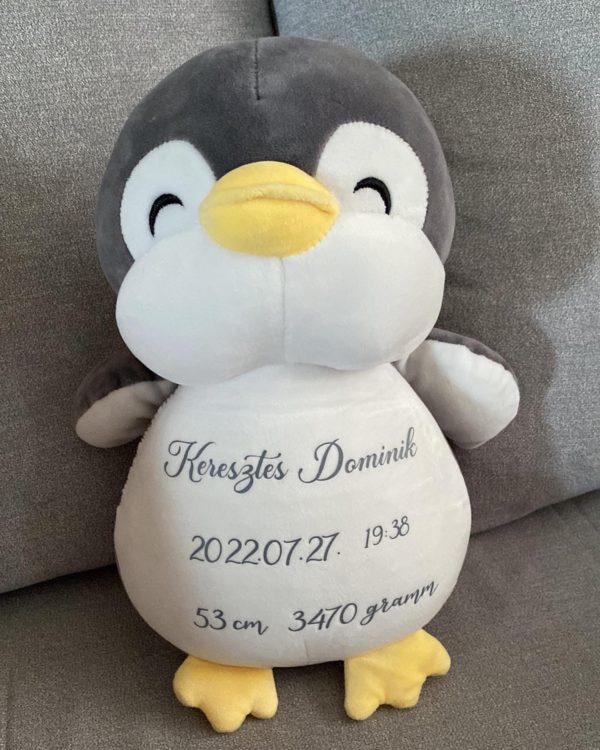 Keresztes Dominik
2022.07.27. 19:38
53 cm 3470 gramm